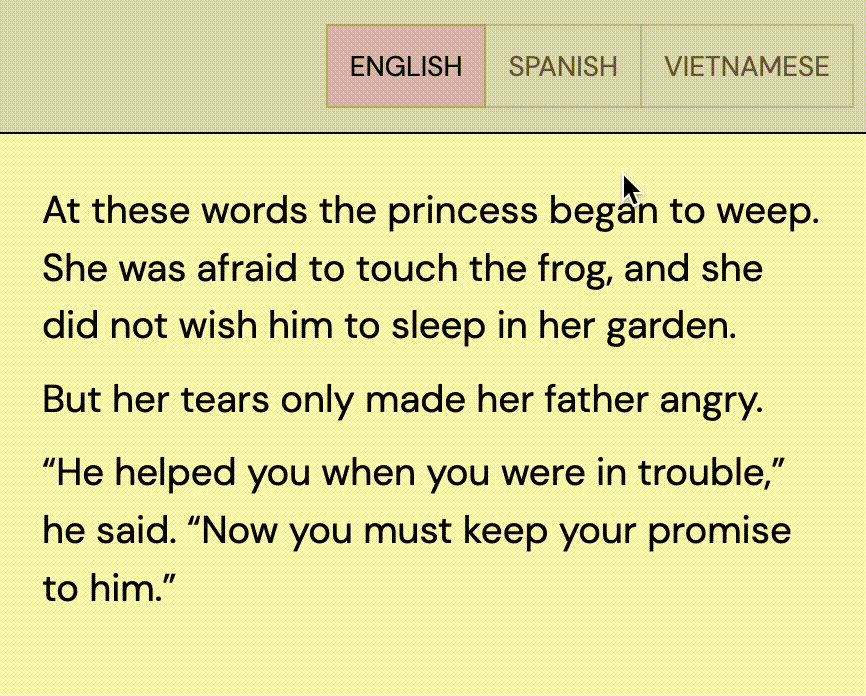 ENGLISH SPANISH VIETNAMESE
At these words the princess began to weep.
She was afraid to touch the frog, and she
did not wish him to sleep in her garden.
But her tears only made her father angry.
“He helped you when you were in trouble,”
he said. “Now you must keep your promise
to him.”